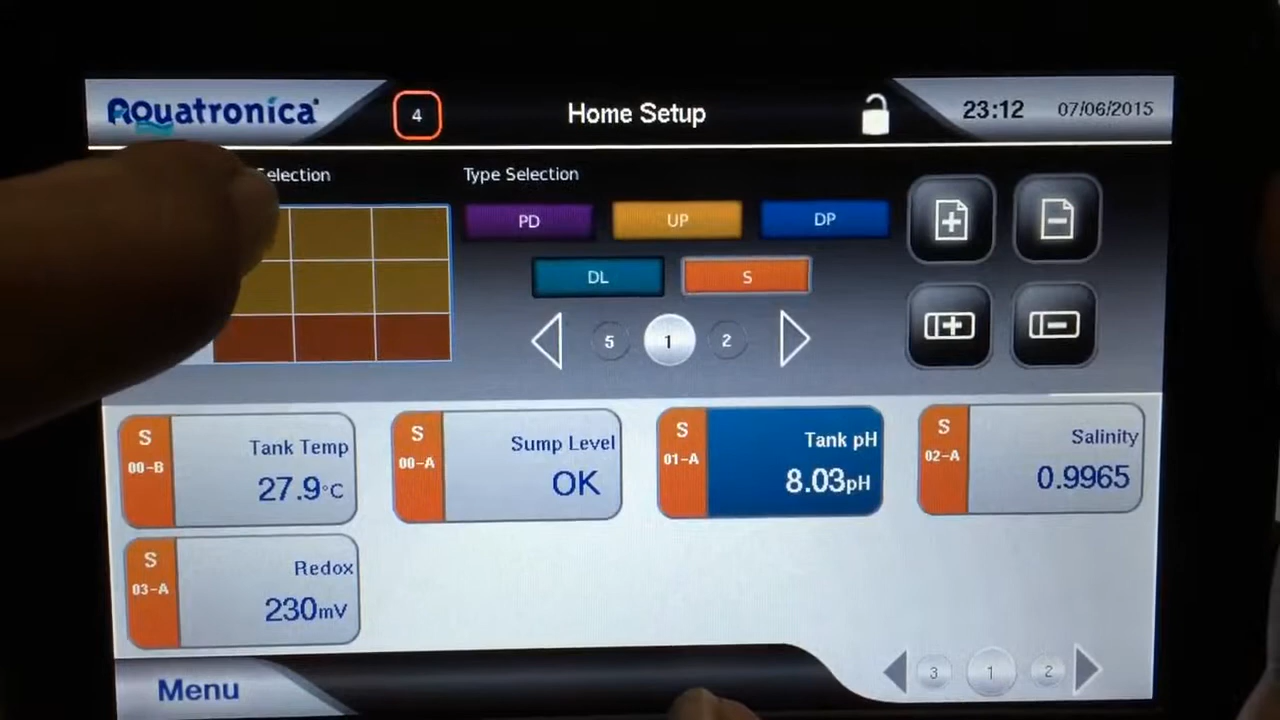 Aquatronica
4
Home Setup
23:12
07/06/2015
Selection
Type Selection
PD
UP
DP
DL
S
5
1
2
S
00-B
Tank Temp
27.9°C
S
00-A
Sump Level
OK
S
01-A
Tank pH
8.03pH
S
02-A
Salinity
0.9965
S
03-A
Redox
230mV
Menu
3
1
2